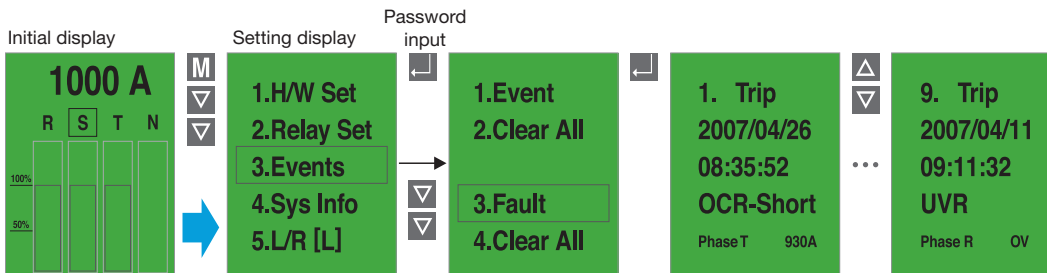 Password
input
Initial display
Setting display
1000 A
M
R S T N
100%
50%
1.H/W Set
2.Relay Set
3.Events
4.Sys Info
5.L/R [L]
1.Event
2.Clear All
3.Fault
4.Clear All
1. Trip
2007/04/26
08:35:52
OCR-Short
Phase T 930A
...
9. Trip
2007/04/11
09:11:32
UVR
Phase R OV